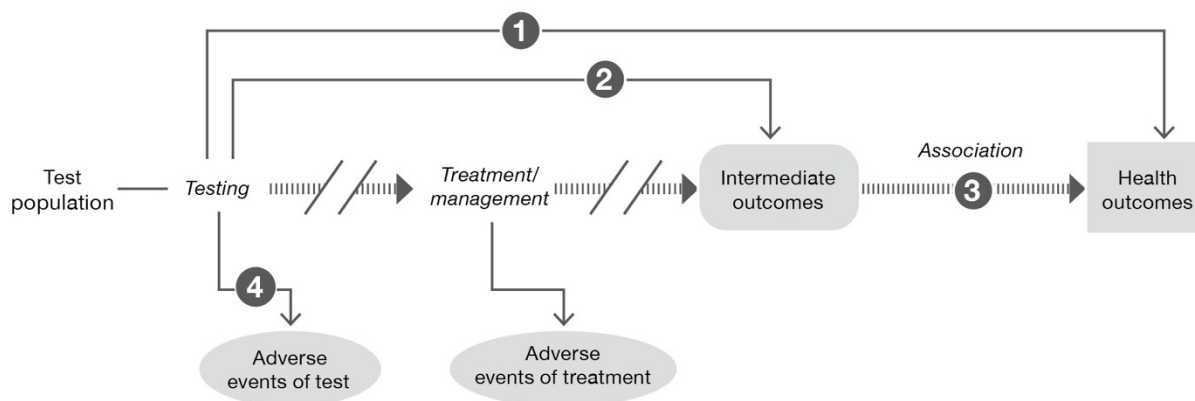 1
2
Test
population
Testing
Treatment/
management
Intermediate
outcomes
Association
3
Health
outcomes
4
Adverse
events of test
Adverse
events of treatment